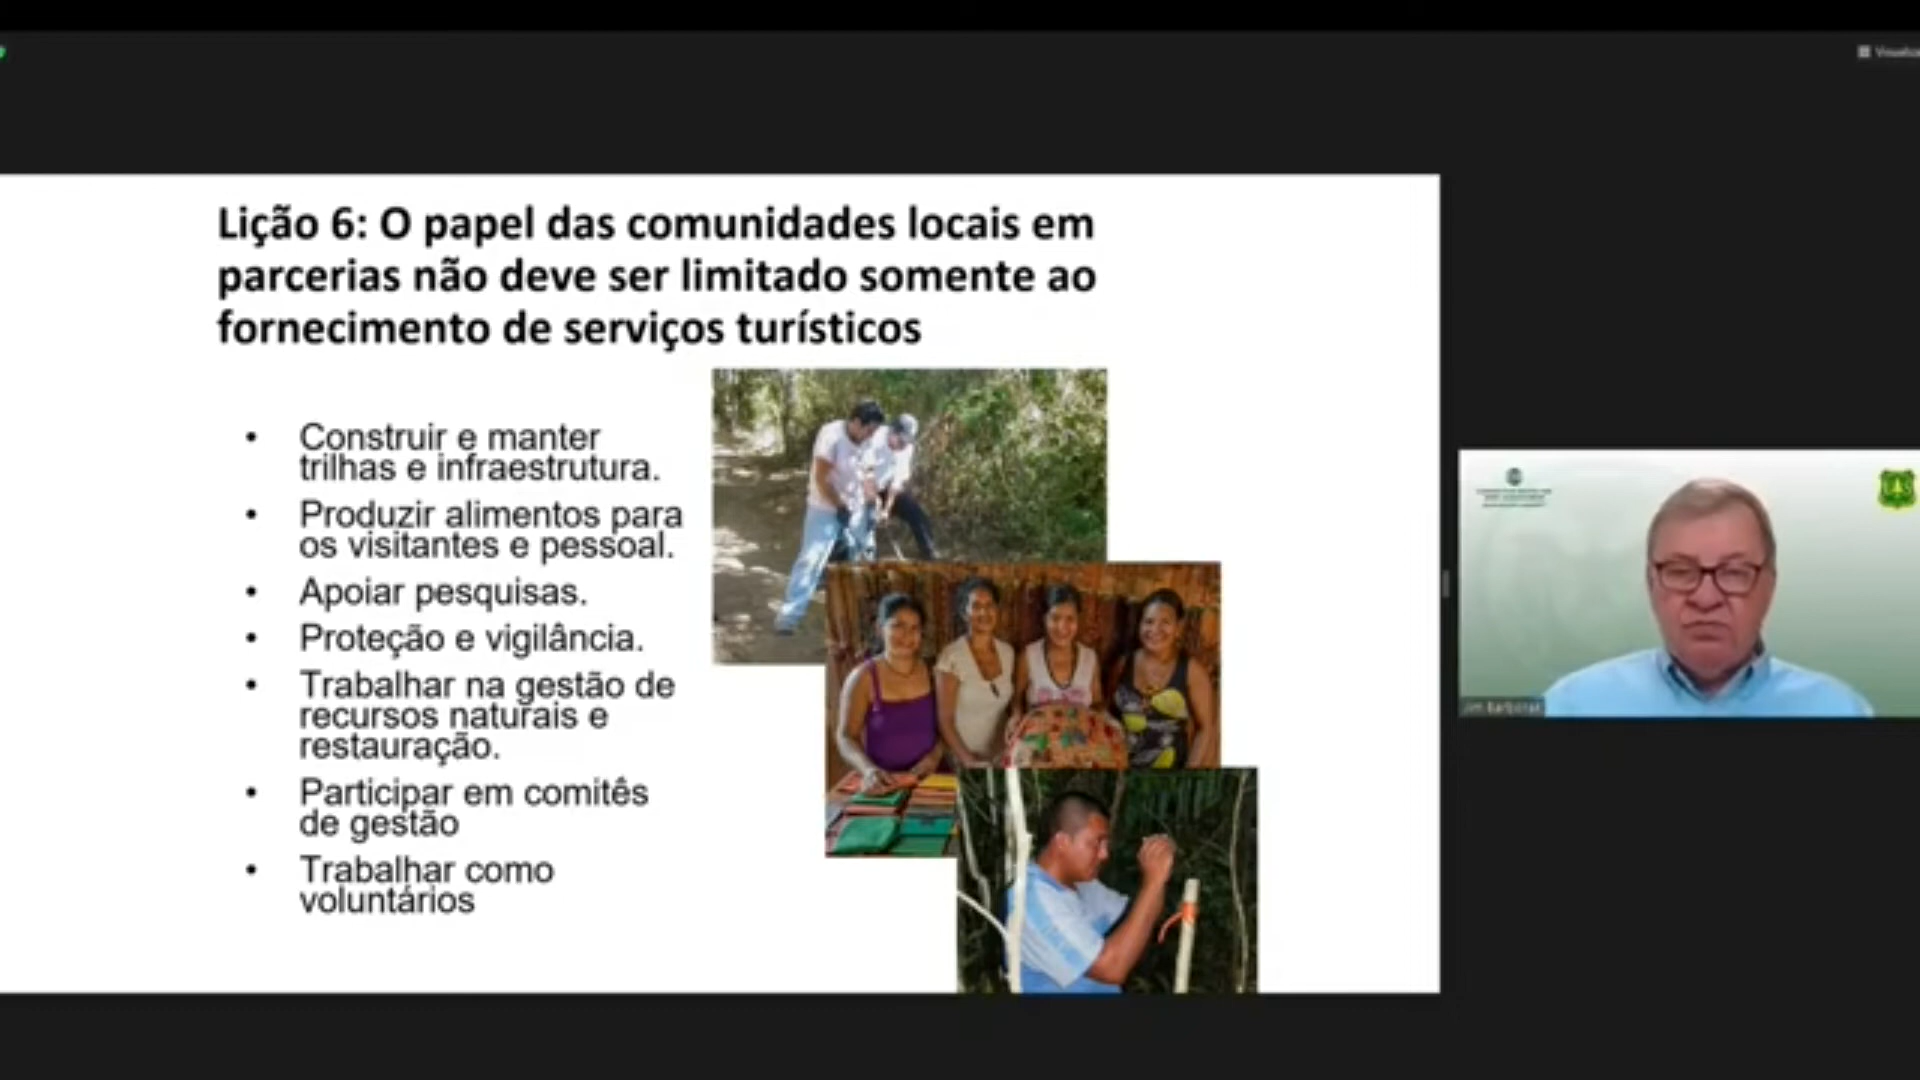 Lição 6: O papel das comunidades locais em
parcerias não deve ser limitado somente ao
fornecimento de serviços turísticos
• Construir e manter
trilhas e infraestrutura.
• Produzir alimentos para
os visitantes e pessoal.
• Apoiar pesquisas.
• Proteção e vigilância.
• Trabalhar na gestão de
recursos naturais e
restauração.
• Participar em comitês
de gestão
• Trabalhar como
voluntários
UAS
Jim